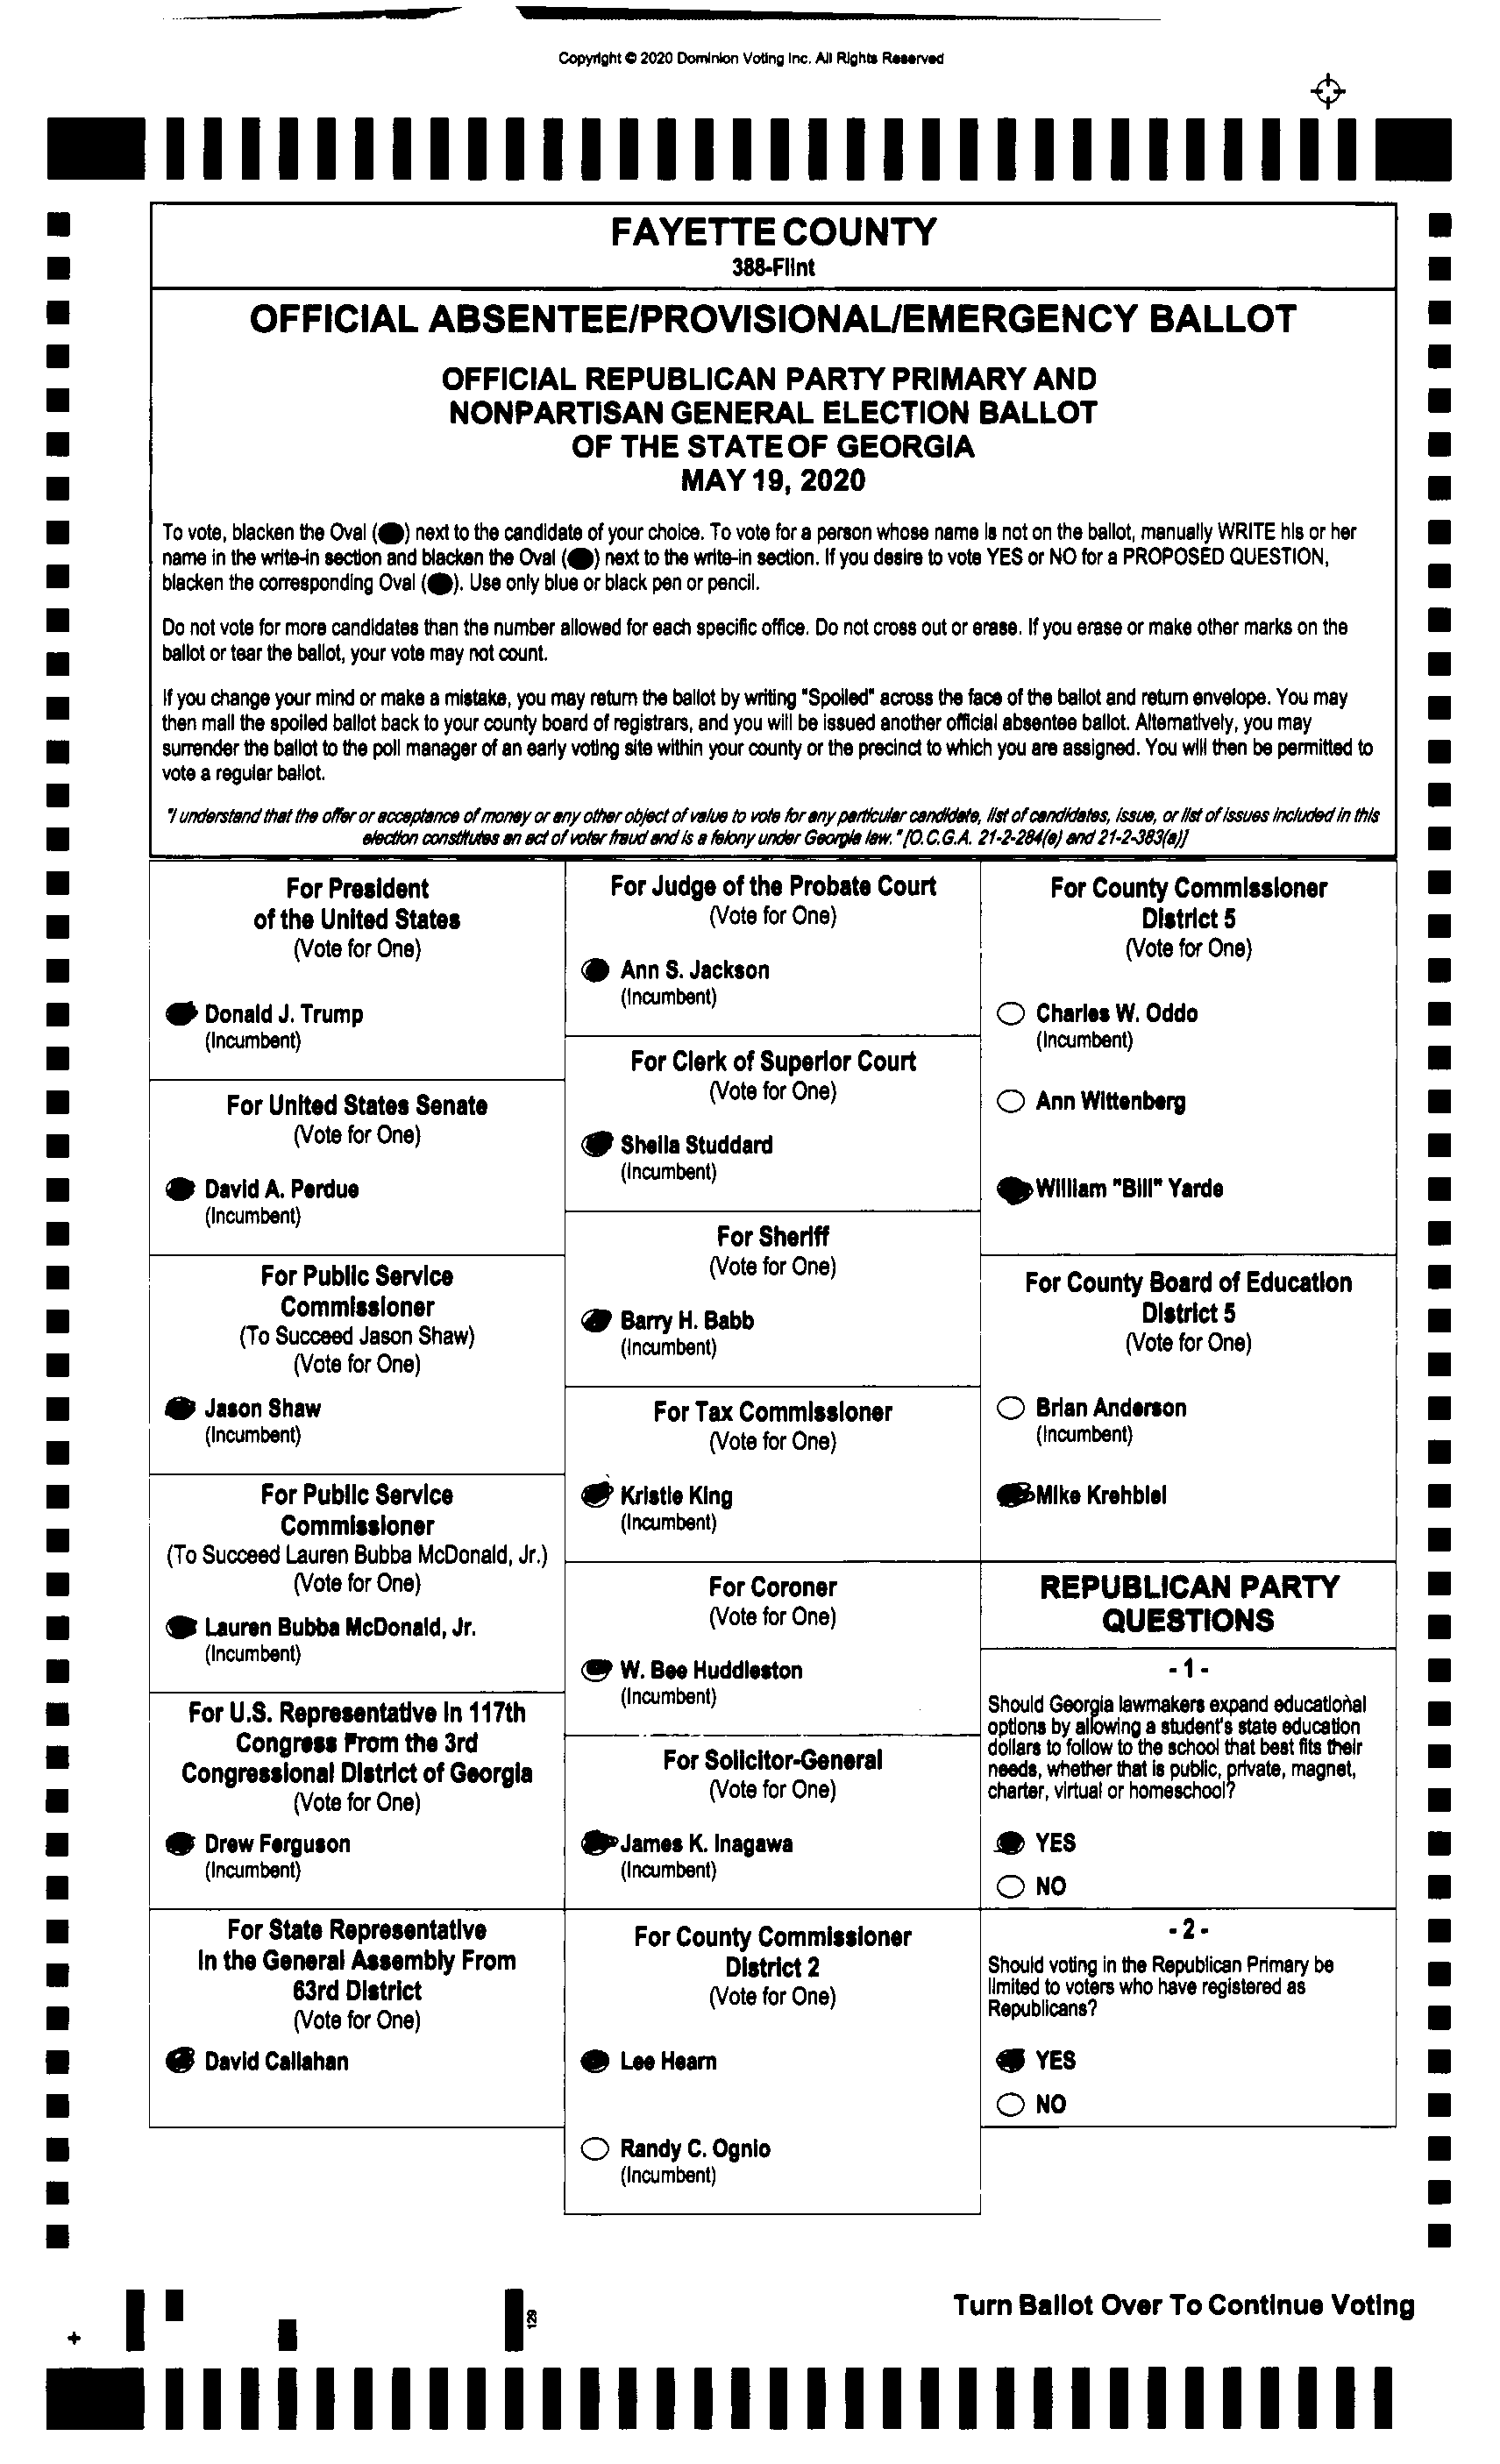 Copyright © 2020 Dominion Voting Inc. All Rights Reserved
FAYETTE COUNTY
388-Flint
OFFICIAL ABSENTEE/PROVISIONAL/EMERGENCY BALLOT
OFFICIAL REPUBLICAN PARTY PRIMARY AND
NONPARTISAN GENERAL ELECTION BALLOT
OF THE STATE OF GEORGIA
MAY 19, 2020
To vote, blacken the Oval ( ) next to the candidate of your choice. To vote for a person whose name is not on the ballot, manually WRITE his or her
name in the write-in section and blacken the Oval ( ) next to the write-in section. If you desire to vote YES or NO for a PROPOSED QUESTION,
blacken the corresponding Oval ( ). Use only blue or black pen or pencil.
Do not vote for more candidates than the number allowed for each specific office. Do not cross out or erase. If you erase or make other marks on the
ballot or tear the ballot, your vote may not count.
If you change your mind or make a mistake, you may return the ballot by writing "Spoiled" across the face of the ballot and return envelope. You may
then mail the spoiled ballot back to your county board of registrars, and you will be issued another official absentee ballot. Alternatively, you may
surrender the ballot to the poll manager of an early voting site within your county or the precinct to which you are assigned. You will then be permitted to
vote a regular ballot.
"I understand that the offer or acceptance of money or any other object of value to vote for any particular candidate, list of candidates, issue, or list of issues included in this
election constitutes an act of voter fraud and is a felony under Georgia law." [O.C.G.A. 21-2-284(e) and 21-2-383(a)]
For President
of the United States
(Vote for One)
Donald J. Trump
(Incumbent)
For United States Senate
(Vote for One)
David A. Perdue
(Incumbent)
For Public Service
Commissioner
(To Succeed Jason Shaw)
(Vote for One)
Jason Shaw
(Incumbent)
For Public Service
Commissioner
(To Succeed Lauren Bubba McDonald, Jr.)
(Vote for One)
Lauren Bubba McDonald, Jr.
(Incumbent)
For U.S. Representative in 117th
Congress From the 3rd
Congressional District of Georgia
(Vote for One)
Drew Ferguson
(Incumbent)
For State Representative
In the General Assembly From
63rd District
(Vote for One)
David Callahan
For Judge of the Probate Court
(Vote for One)
Ann S. Jackson
(Incumbent)
For Clerk of Superior Court
(Vote for One)
Sheila Studdard
(Incumbent)
For Sheriff
(Vote for One)
Barry H. Babb
(Incumbent)
For Tax Commissioner
(Vote for One)
Kristie King
(Incumbent)
For Coroner
(Vote for One)
W. Bee Huddleston
(Incumbent)
For Solicitor-General
(Vote for One)
James K. Inagawa
(Incumbent)
For County Commissioner
District 2
(Vote for One)
Lee Hearn
Randy C. Ognio
(Incumbent)
For County Commissioner
District 5
(Vote for One)
Charles W. Oddo
(Incumbent)
Ann Wittenberg
William "Bill" Yarde
For County Board of Education
District 5
(Vote for One)
Brian Anderson
(Incumbent)
Mike Krehbiel
REPUBLICAN PARTY
QUESTIONS
- 1 -
Should Georgia lawmakers expand educational
options by allowing a student's state education
dollars to follow to the school that best fits their
needs, whether that is public, private, magnet,
charter, virtual or homeschool?
YES
NO
- 2 -
Should voting in the Republican Primary be
limited to voters who have registered as
Republicans?
YES
NO
Turn Ballot Over To Continue Voting
129